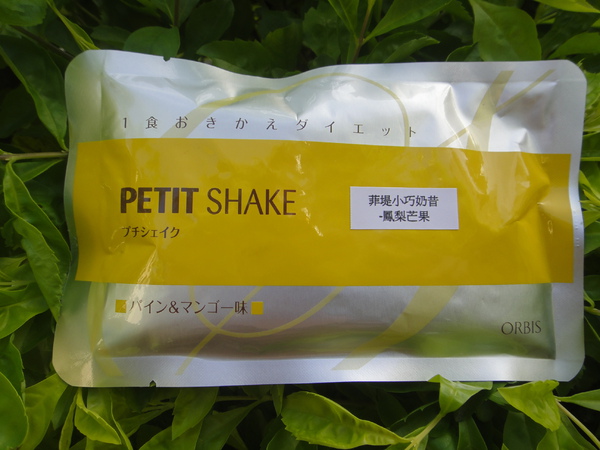 1食おきかえダイエット
PETIT SHAKE
プチシェイク
菲堤小巧奶昔
-鳳梨芒果
パイン&マンゴー味
ORBIS